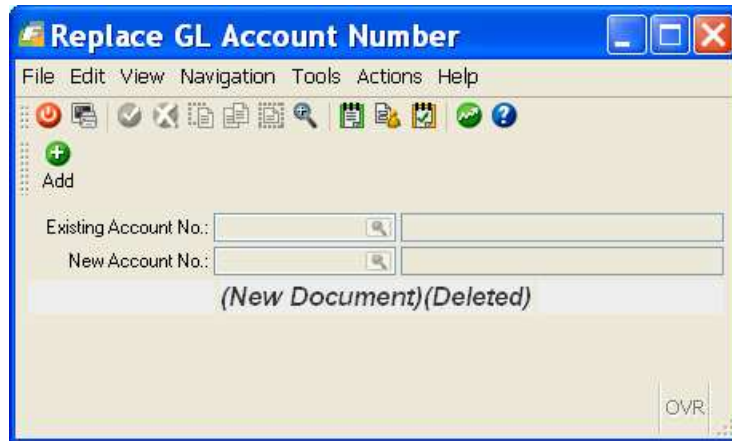 Replace GL Account Number
File Edit View Navigation Tools Actions Help
Add
Existing Account No.:
New Account No.:
(New Document)(Deleted)
OVR